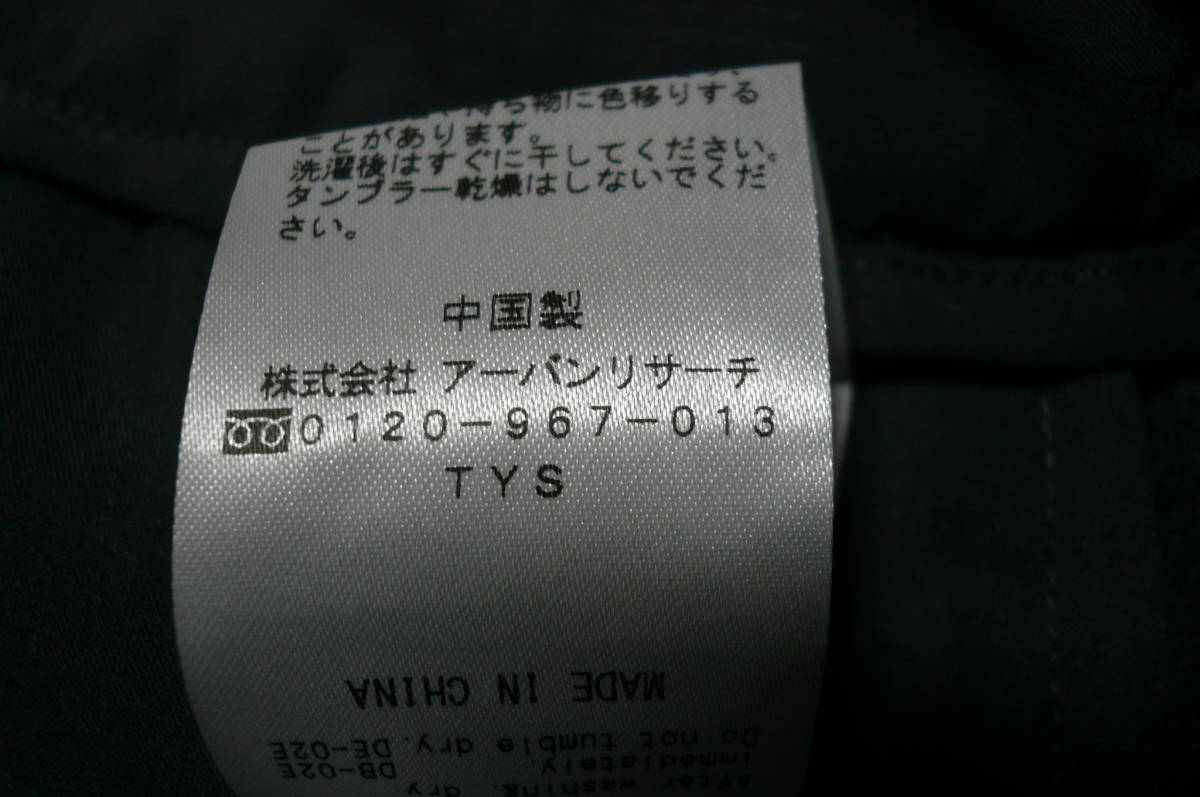 持ち物に色移りする
ことがあります。
洗濯後はすぐに干してください。
タンブラー乾燥はしないでくだ
さい。
中国製
株式会社 アーバンリサーチ
0120-967-013
TYS
After washing, dry
immediately. DB-02E
Do not tumble dry. DE-02E
MADE IN CHINA